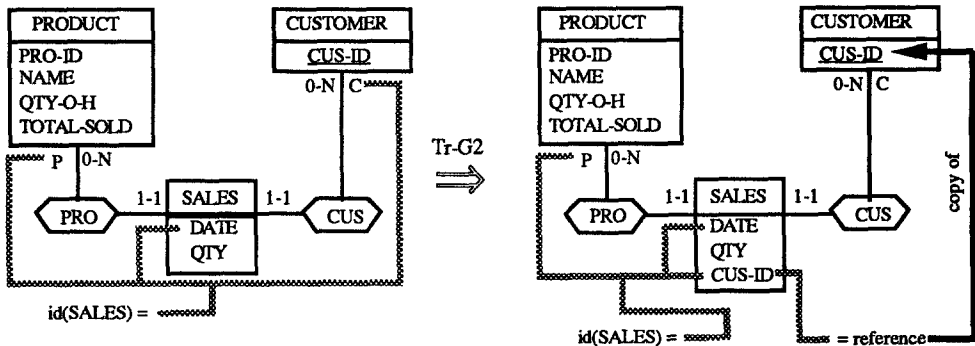 PRODUCT
PRO-ID
NAME
QTY-O-H
TOTAL-SOLD
CUSTOMER
CUS-ID
0-N C
P 0-N
PRO
1-1
SALES
DATE
QTY
1-1
CUS
id(SALES) =
Tr-G2
PRODUCT
PRO-ID
NAME
QTY-O-H
TOTAL-SOLD
CUSTOMER
CUS-ID
0-N C
P 0-N
PRO
1-1
SALES
DATE
QTY
CUS-ID
1-1
CUS
copy of
id(SALES) =
= reference